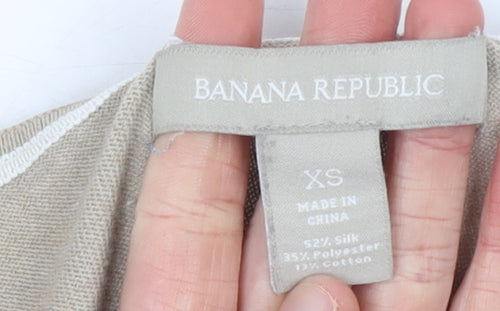 BANANA REPUBLIC
XS
MADE IN
CHINA
52% Silk
35% Polyester
13% Cotton